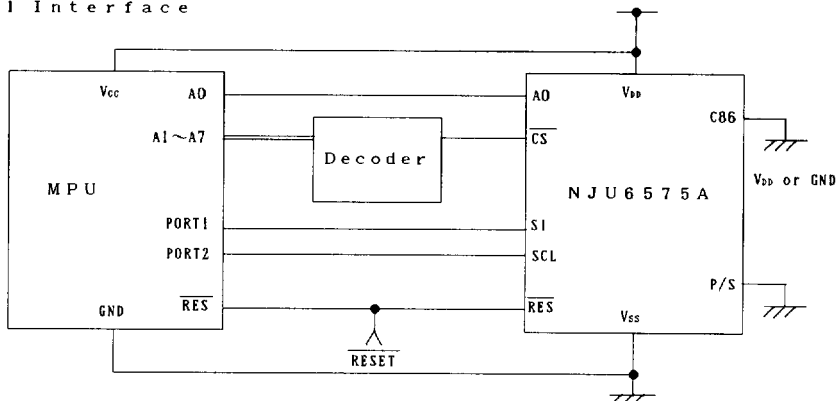 l Interface
Vcc
A0
A0
VDD
C86
A1~A7
Decoder
CS
MPU
NJU6575A
VDD or GND
PORT1
SI
PORT2
SCL
P/S
GND
RES
RES
VSS
RESET